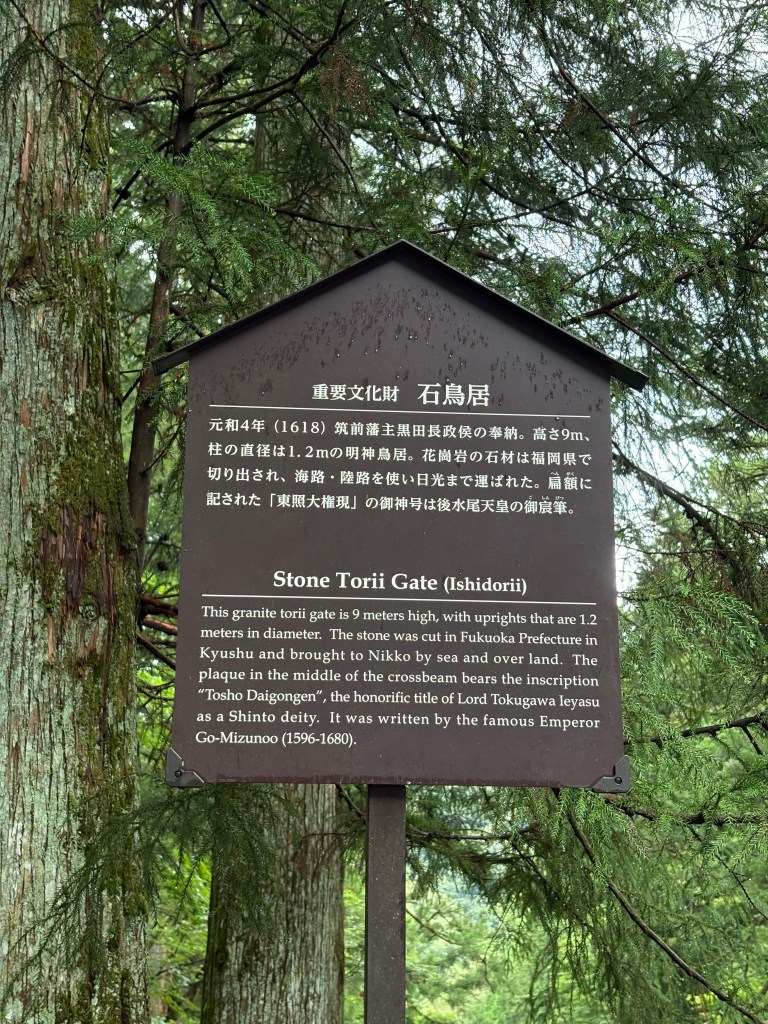 重要文化財 石鳥居
元和4年（1618）筑前藩主黒田長政侯の奉納。高さ9m、
柱の直径は1.2mの明神鳥居。花崗岩の石材は福岡県で
切り出され、海路・陸路を使い日光まで運ばれた。扁額に
記された「東照大権現」の御神号は後水尾天皇の御宸筆。
Stone Torii Gate (Ishidorii)
This granite torii gate is 9 meters high, with uprights that are 1.2
meters in diameter. The stone was cut in Fukuoka Prefecture in
Kyushu and brought to Nikko by sea and over land. The
plaque in the middle of the crossbeam bears the inscription
“Tosho Daigongen”, the honorific title of Lord Tokugawa Ieyasu
as a Shinto deity. It was written by the famous Emperor
Go-Mizunoo (1596-1680).